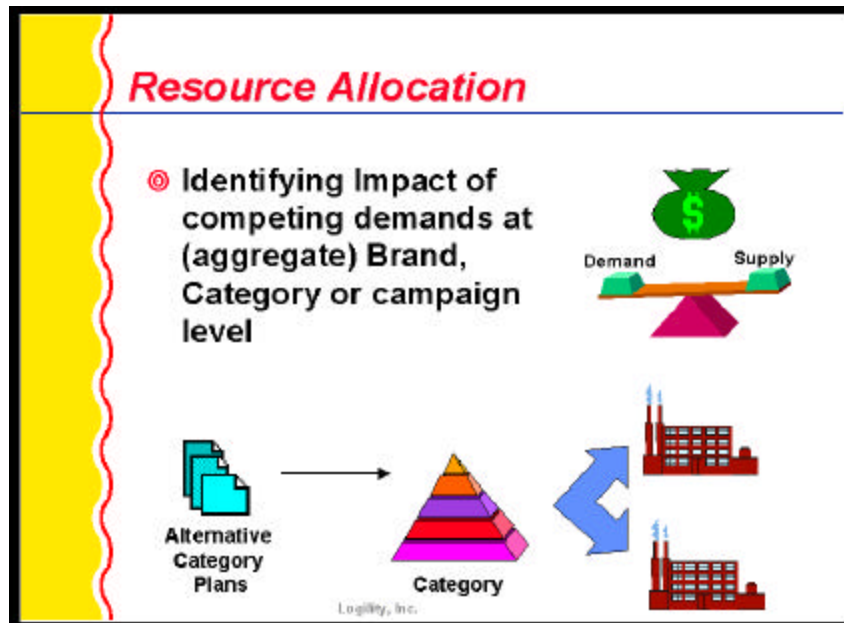 Resource Allocation
Identifying Impact of
competing demands at
(aggregate) Brand,
Category or campaign
level
$
Demand
Supply
Alternative
Category
Plans
Category
Logility, Inc.